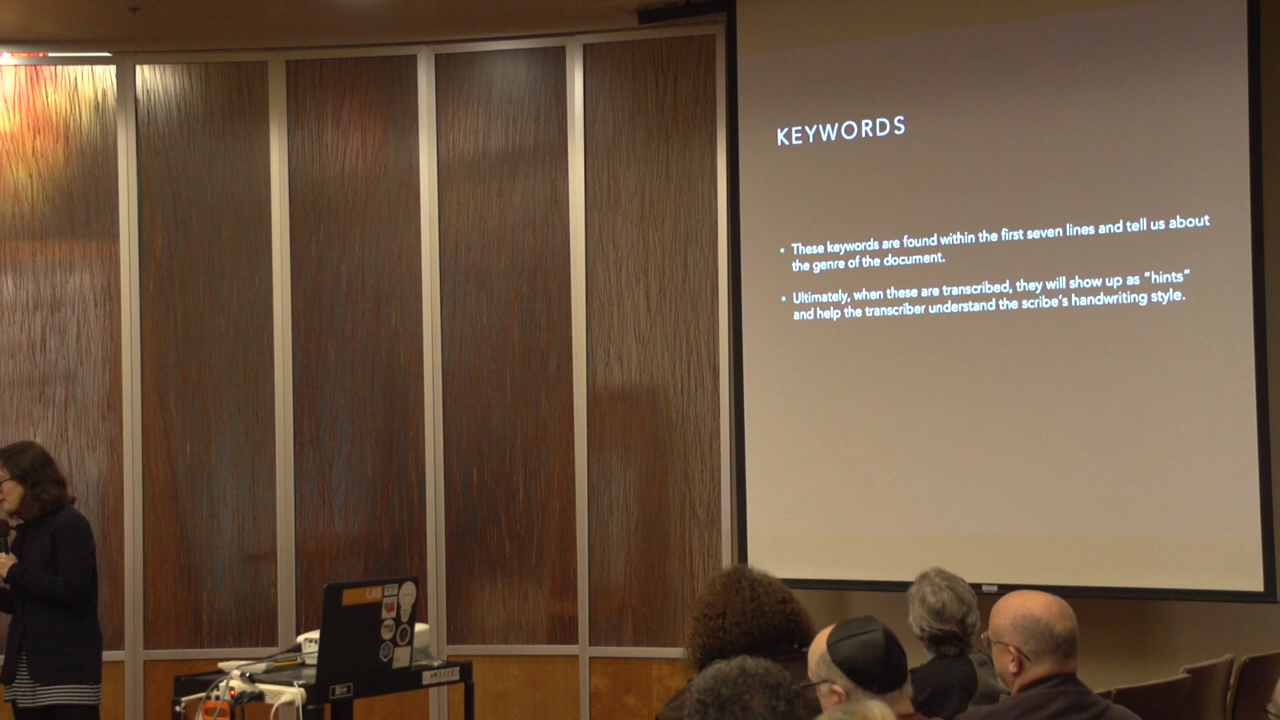 KEYWORDS
• These keywords are found within the first seven lines and tell us about
the genre of the document.
• Ultimately, when these are transcribed, they will show up as "hints"
and help the transcriber understand the scribe's handwriting style.
LAB